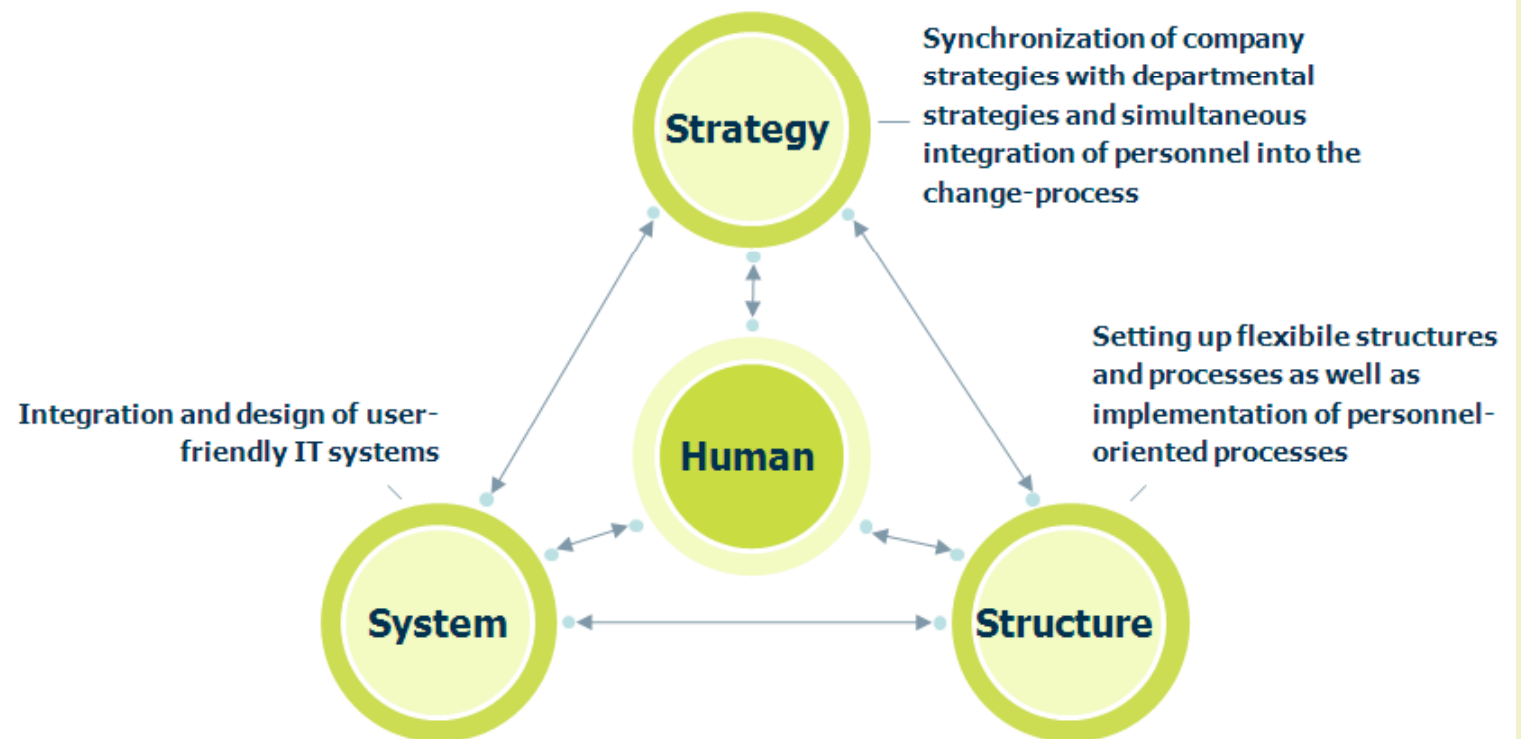 Strategy
Synchronization of company
strategies with departmental
strategies and simultaneous
integration of personnel into the
change-process
Setting up flexibile structures
and processes as well as
implementation of personnel-
oriented processes
Integration and design of user-
friendly IT systems
Human
System
Structure